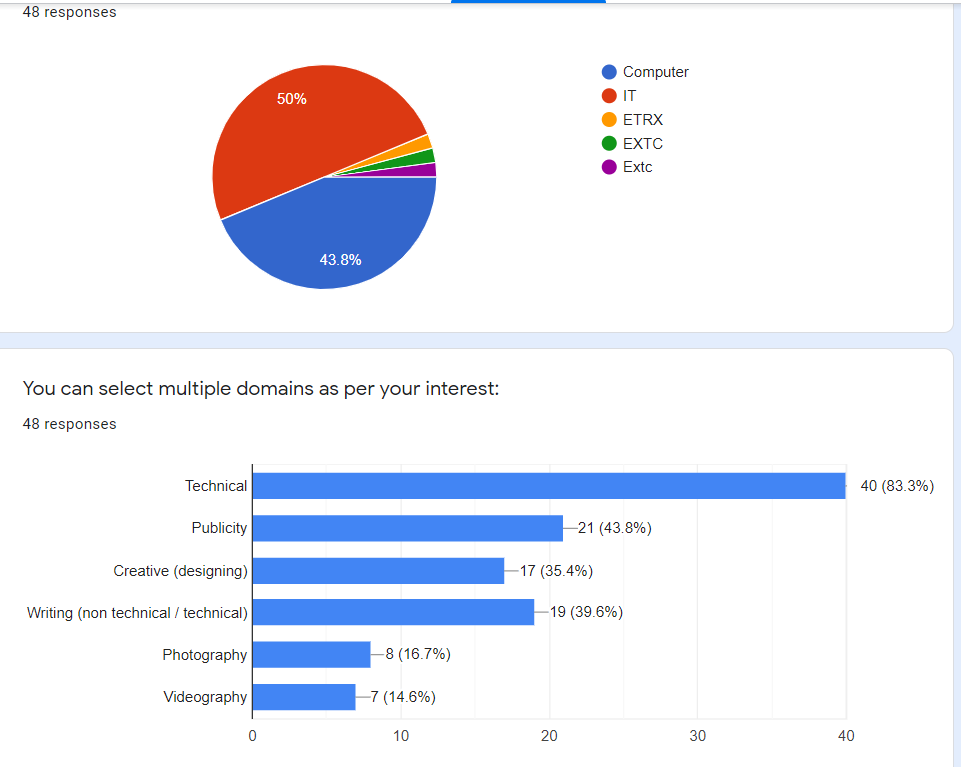 48 responses
50%
43.8%
Computer
IT
ETRX
EXTC
Extc
You can select multiple domains as per your interest:
48 responses
Technical 40 (83.3%)
Publicity 21 (43.8%)
Creative (designing) 17 (35.4%)
Writing (non technical / technical) 19 (39.6%)
Photography 8 (16.7%)
Videography 7 (14.6%)
0 10 20 30 40